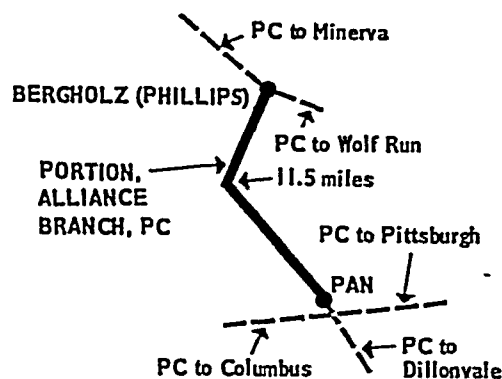 PC to Minerva
BERGHOLZ (PHILLIPS)
PC to Wolf Run
PORTION,
ALLIANCE
BRANCH, PC
11.5 miles
PC to Pittsburgh
PAN
PC to Columbus
PC to
Dillonvale